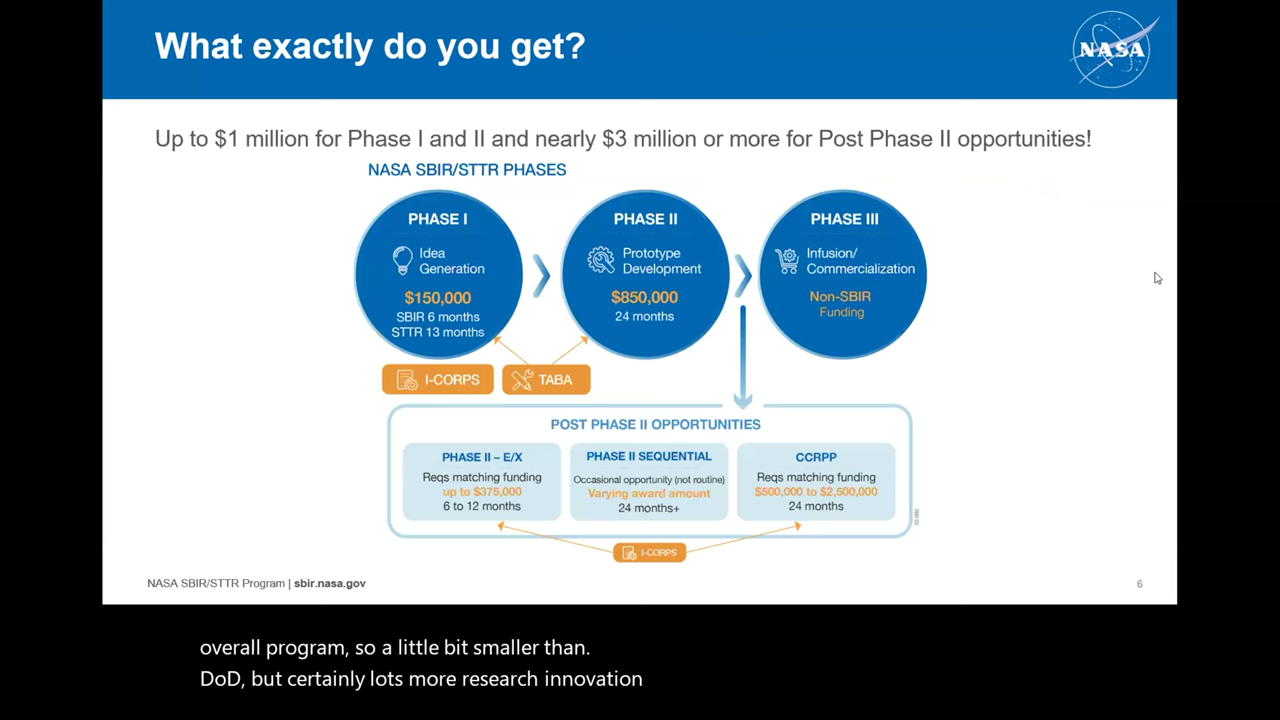 What exactly do you get?
NASA
Up to $1 million for Phase I and II and nearly $3 million or more for Post Phase II opportunities!
NASA SBIR/STTR PHASES
PHASE I
Idea
Generation
$150,000
SBIR 6 months
STTR 13 months
PHASE II
Prototype
Development
$850,000
24 months
PHASE III
Infusion/
Commercialization
Non-SBIR
Funding
I-CORPS
TABA
POST PHASE II OPPORTUNITIES
PHASE II – E/X
Reqs matching funding
up to $375,000
6 to 12 months
PHASE II SEQUENTIAL
Occasional opportunity (not routine)
Varying award amount
24 months+
CCRPP
Reqs matching funding
$500,000 to $2,500,000
24 months
I-CORPS
NASA SBIR/STTR Program | sbir.nasa.gov
6
overall program, so a little bit smaller than.
DoD, but certainly lots more research innovation